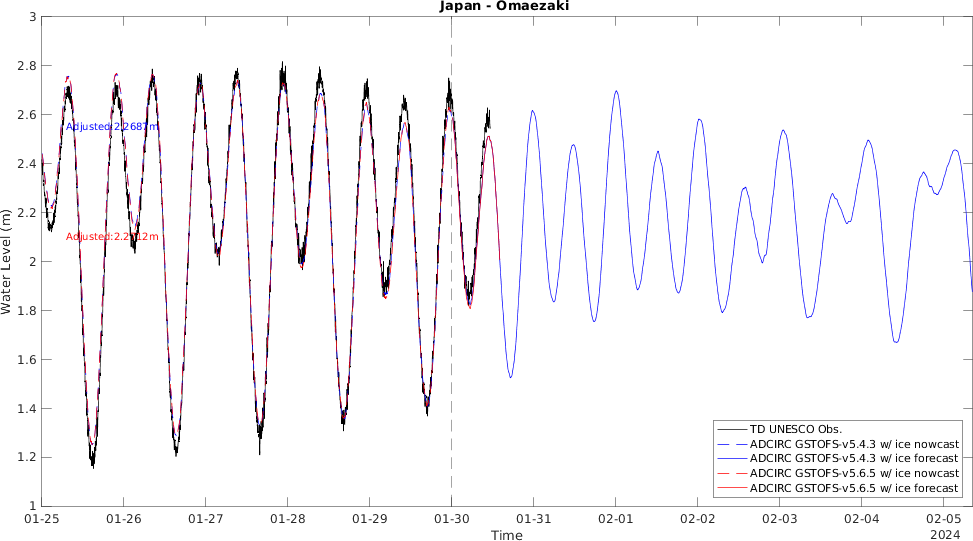 Japan - Omaezaki
3
2.8
2.6
2.4
2.2
2
1.8
1.6
1.4
1.2
1
Water Level (m)
Adjusted:2.2687m
TD UNESCO Obs.
ADCIRC GSTOFS-v5.4.3 w/ ice nowcast
ADCIRC GSTOFS-v5.4.3 w/ ice forecast
ADCIRC GSTOFS-v5.6.5 w/ ice nowcast
ADCIRC GSTOFS-v5.6.5 w/ ice forecast
01-25 01-26 01-27 01-28 01-29 01-30 01-31 02-01 02-02 02-03 02-04 02-05
Time
2024